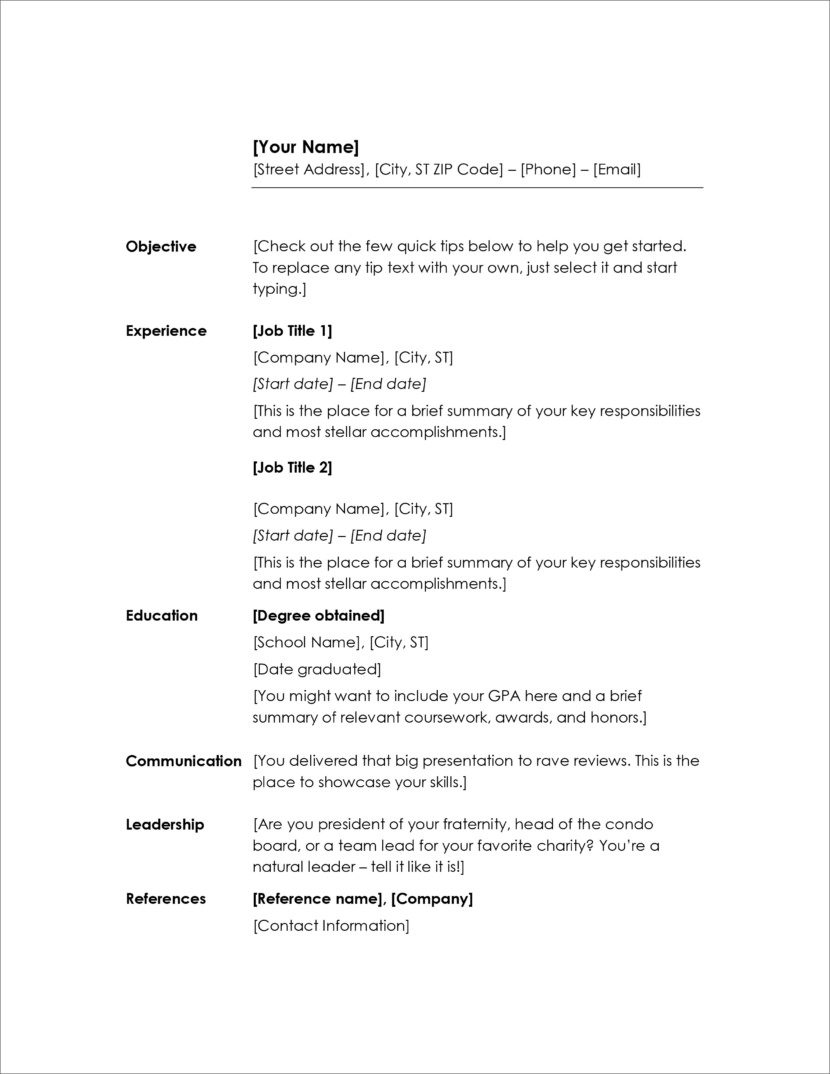 [Your Name]
[Street Address], [City, ST ZIP Code] – [Phone] – [Email]
Objective [Check out the few quick tips below to help you get started.
To replace any tip text with your own, just select it and start
typing.]
Experience [Job Title 1]
[Company Name], [City, ST]
[Start date] – [End date]
[This is the place for a brief summary of your key responsibilities
and most stellar accomplishments.]
[Job Title 2]
[Company Name], [City, ST]
[Start date] – [End date]
[This is the place for a brief summary of your key responsibilities
and most stellar accomplishments.]
Education [Degree obtained]
[School Name], [City, ST]
[Date graduated]
[You might want to include your GPA here and a brief
summary of relevant coursework, awards, and honors.]
Communication [You delivered that big presentation to rave reviews. This is the
place to showcase your skills.]
Leadership [Are you president of your fraternity, head of the condo
board, or a team lead for your favorite charity? You’re a
natural leader – tell it like it is!]
References [Reference name], [Company]
[Contact Information]